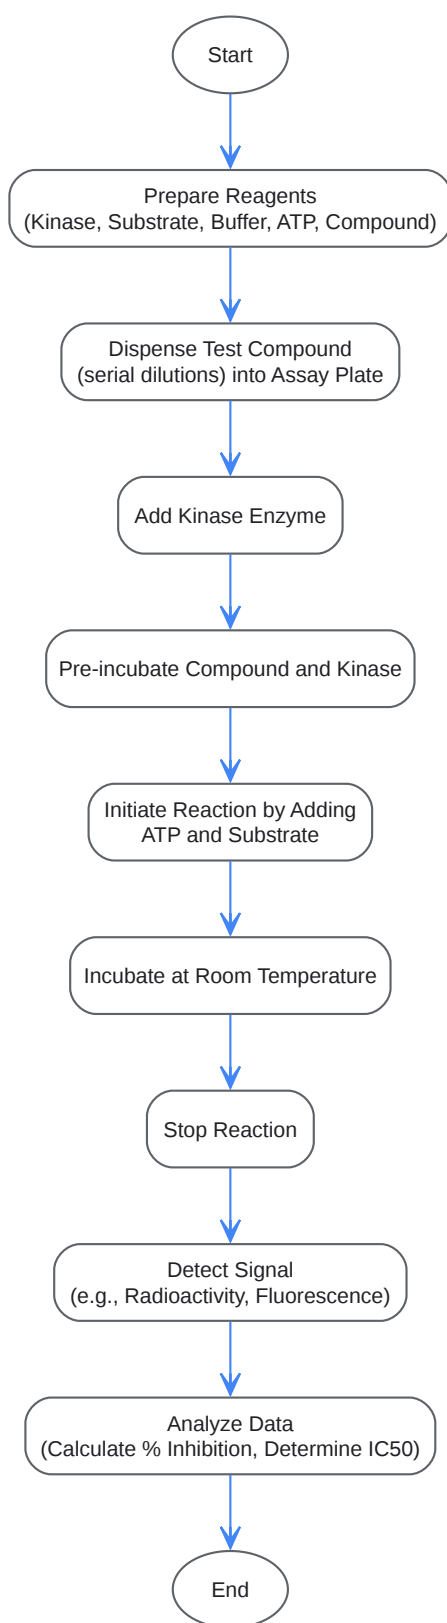 Start
Prepare Reagents
(Kinase, Substrate, Buffer, ATP, Compound)
Dispense Test Compound
(serial dilutions) into Assay Plate
Add Kinase Enzyme
Pre-incubate Compound and Kinase
Initiate Reaction by Adding
ATP and Substrate
Incubate at Room Temperature
Stop Reaction
Detect Signal
(e.g., Radioactivity, Fluorescence)
Analyze Data
(Calculate % Inhibition, Determine IC50)
End